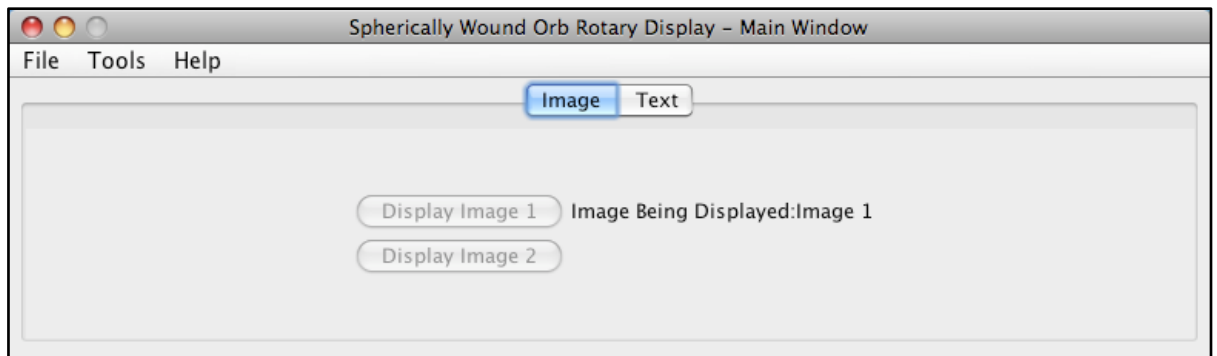 Spherically Wound Orb Rotary Display – Main Window
File Tools Help
Image Text
Display Image 1 Image Being Displayed:Image 1
Display Image 2